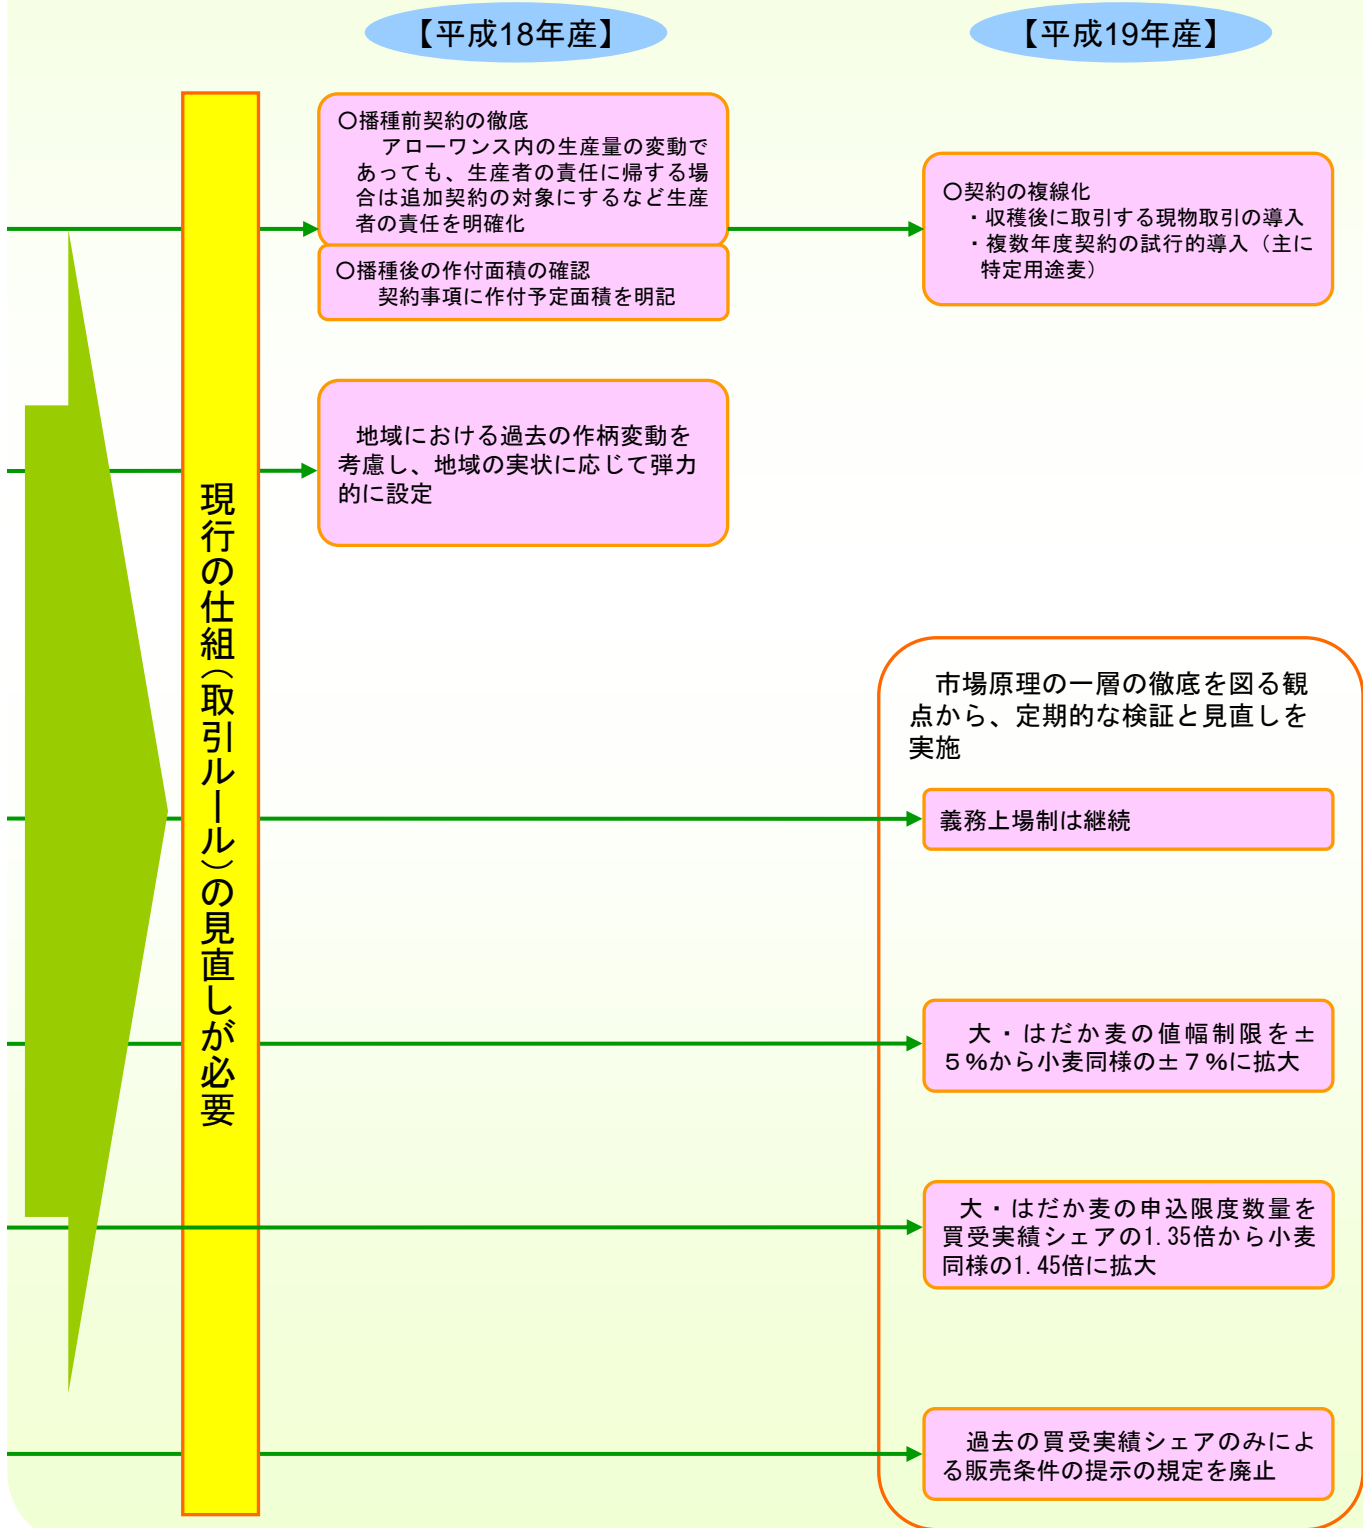 【平成18年産】
【平成19年産】
現行の仕組（取引ルール）の見直しが必要
○播種前契約の徹底
アローワンス内の生産量の変動で
あっても、生産者の責任に帰する場
合は追加契約の対象にするなど生産
者の責任を明確化
○播種後の作付面積の確認
契約事項に作付予定面積を明記
○契約の複線化
・収穫後に取引する現物取引の導入
・複数年度契約の試行的導入（主に
特定用途麦）
地域における過去の作柄変動を
考慮し、地域の実状に応じて弾力
的に設定
市場原理の一層の徹底を図る観
点から、定期的な検証と見直しを
実施
義務上場制は継続
大・はだか麦の値幅制限を±
５%から小麦同様の±７%に拡大
大・はだか麦の申込限度数量を
買受実績シェアの1.35倍から小麦
同様の1.45倍に拡大
過去の買受実績シェアのみによ
る販売条件の提示の規定を廃止